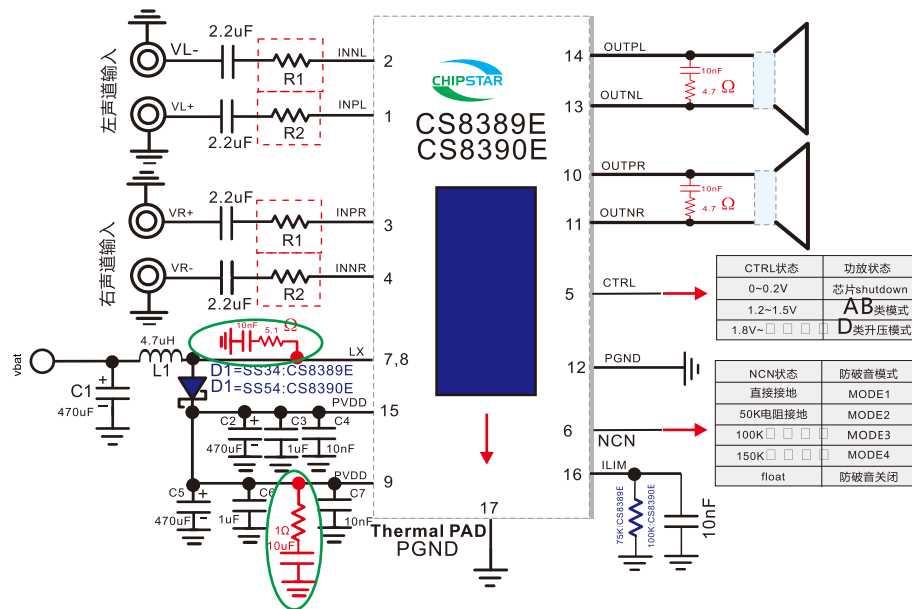 左声道输入
VL-
2.2uF
R1
INNL
2
VL+
2.2uF
R2
INPL
1
右声道输入
VR+
2.2uF
R1
INPR
3
VR-
2.2uF
R2
INNR
4
CHIPSTAR
CS8389E
CS8390E
14
OUTPL
10nF
4.7 Ω
13
OUTNL
10
OUTPR
10nF
4.7 Ω
11
OUTNR
5
CTRL
CTRL状态 功放状态
0~0.2V 芯片shutdown
1.2~1.5V AB类模式
1.8V~□□□□ D类升压模式
12
PGND
NCN状态 防破音模式
直接接地 MODE1
50K电阻接地 MODE2
100K□□□□ MODE3
150K□□□□ MODE4
float 防破音关闭
6
NCN
16
ILIM
75K:CS8389E
100K:CS8390E
10nF
vbat
4.7uH
L1
10nF
5.1 Ω
LX
7,8
D1=SS34:CS8389E
D1=SS54:CS8390E
C1
+
−
470uF
PVDD
15
C2
+
−
470uF
C3
1uF
C4
10nF
PVDD
9
C5
+
−
470uF
C6
1uF
1Ω
10uF
C7
10nF
17
Thermal PAD
PGND